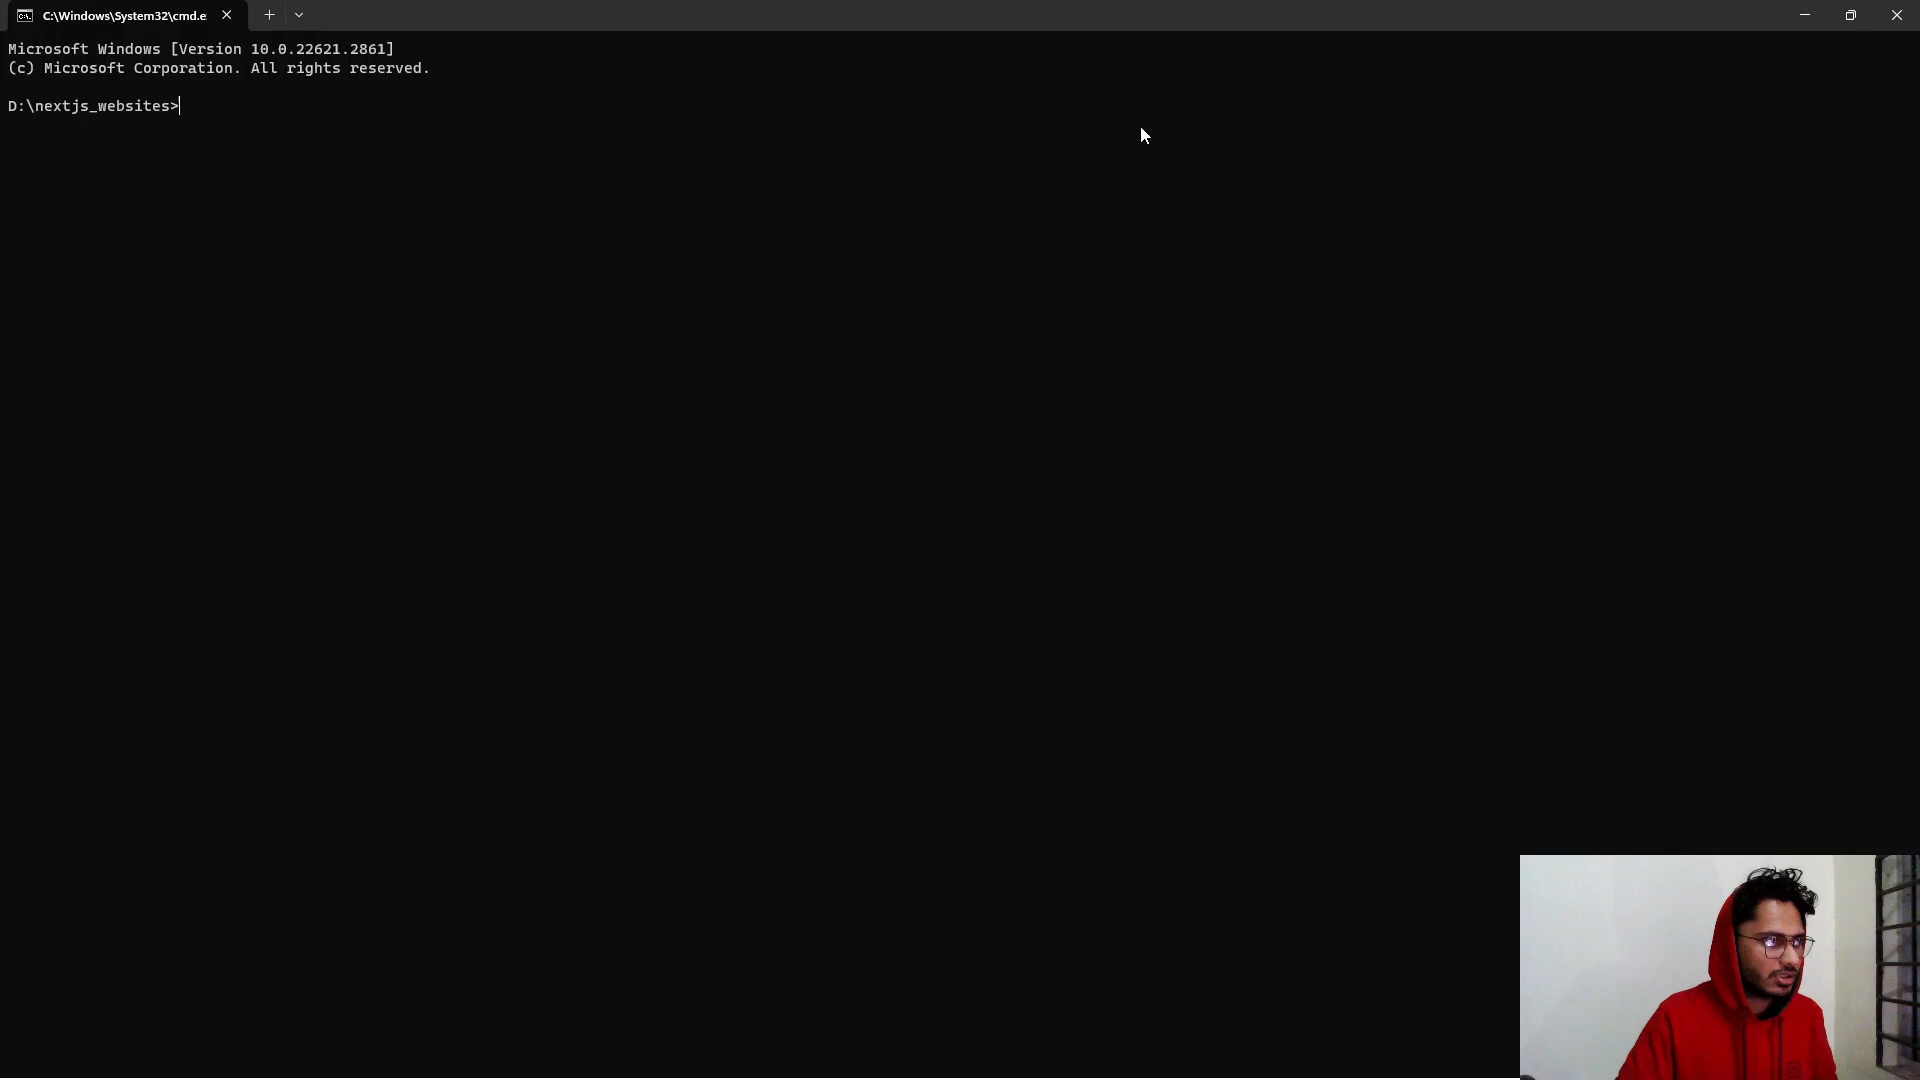 C:\Windows\System32\cmd.e
Microsoft Windows [Version 10.0.22621.2861]
(c) Microsoft Corporation. All rights reserved.
D:\nextjs_websites>